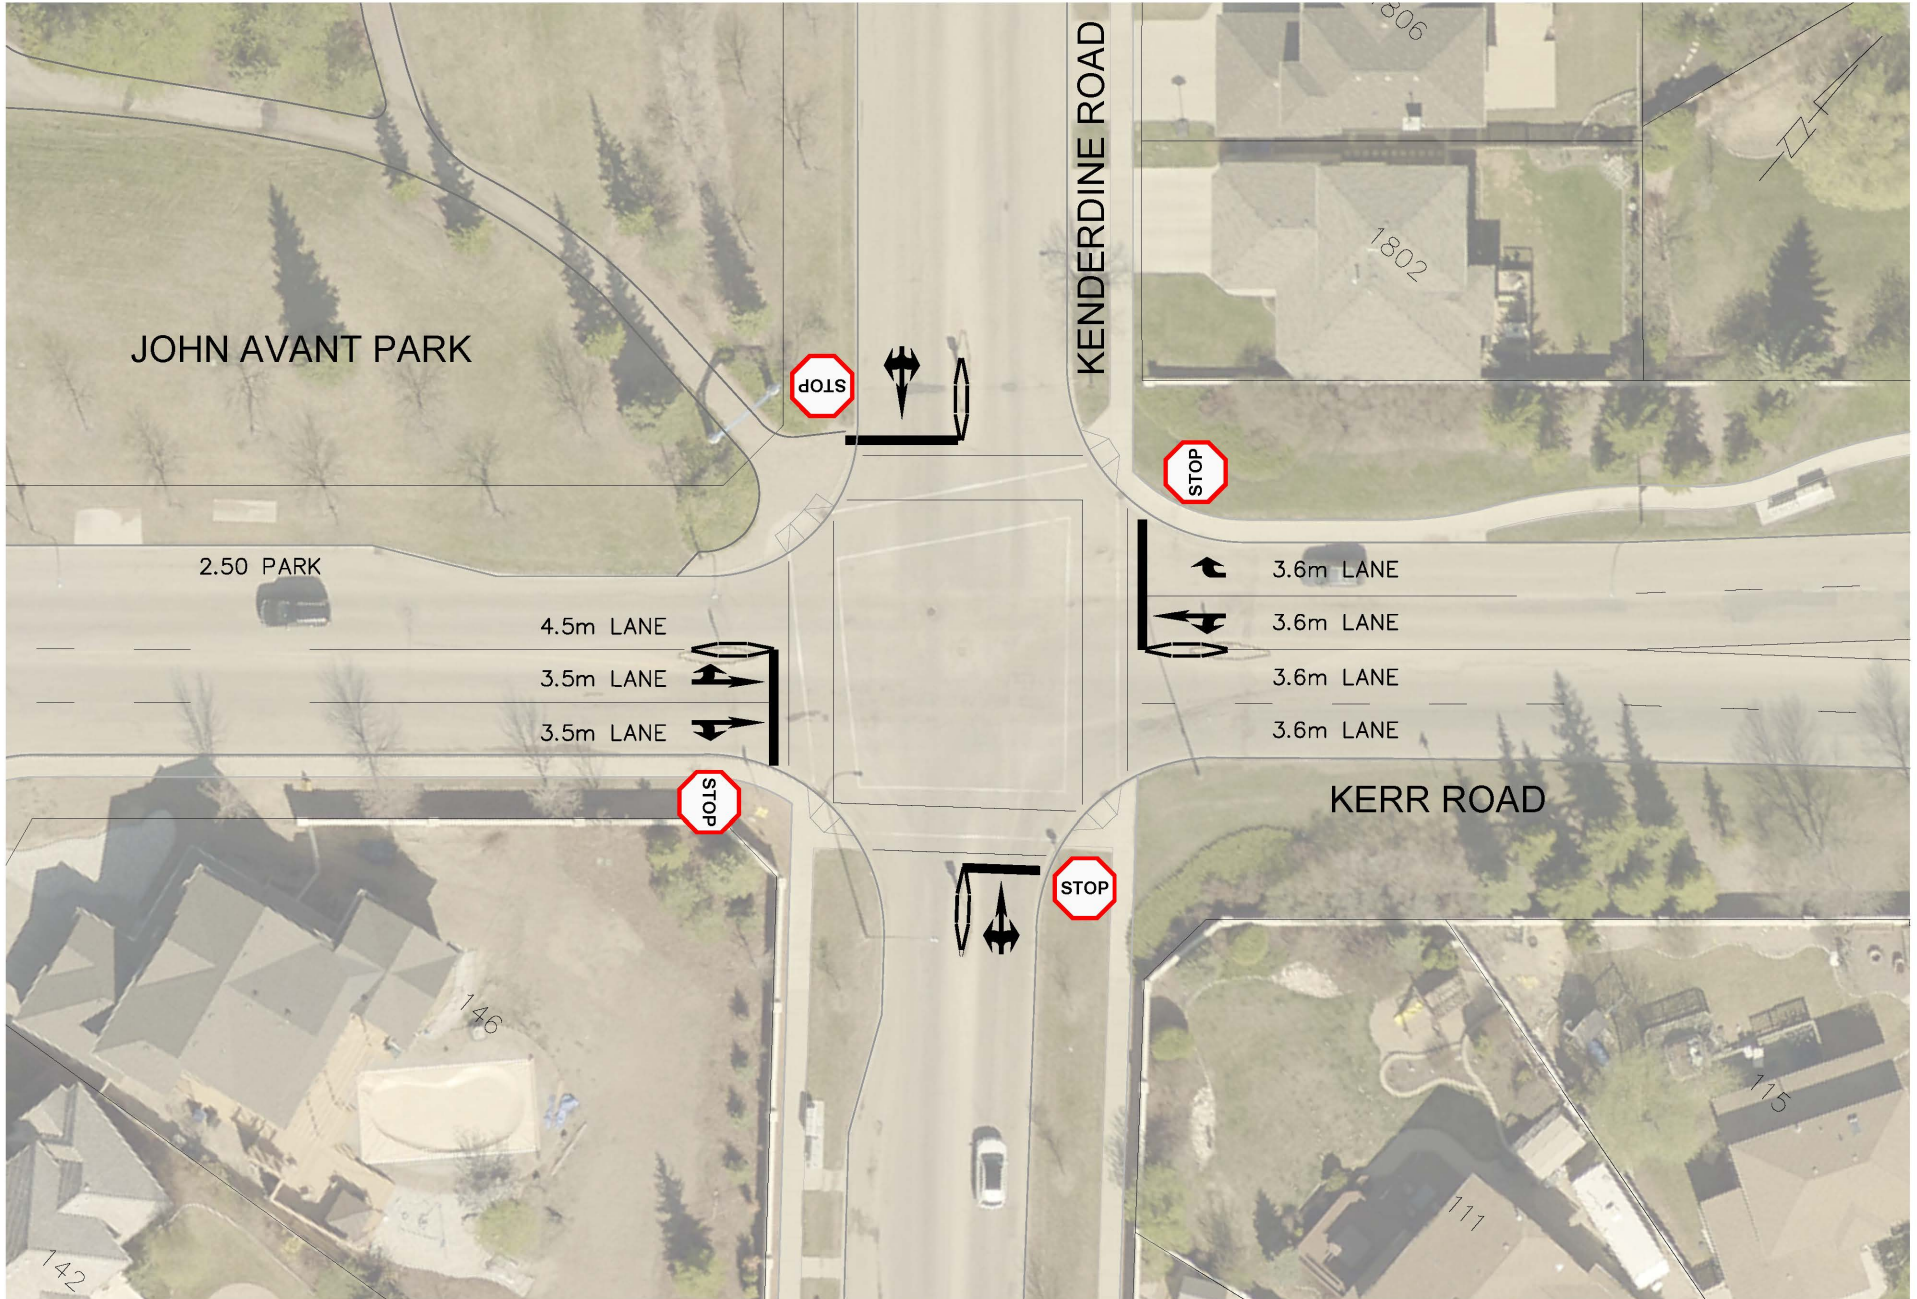 1806
KENDERDINE ROAD
1802
JOHN AVANT PARK
STOP
STOP
2.50 PARK
3.6m LANE
4.5m LANE
3.6m LANE
3.5m LANE
3.6m LANE
3.5m LANE
3.6m LANE
STOP
KERR ROAD
STOP
146
115
111
142